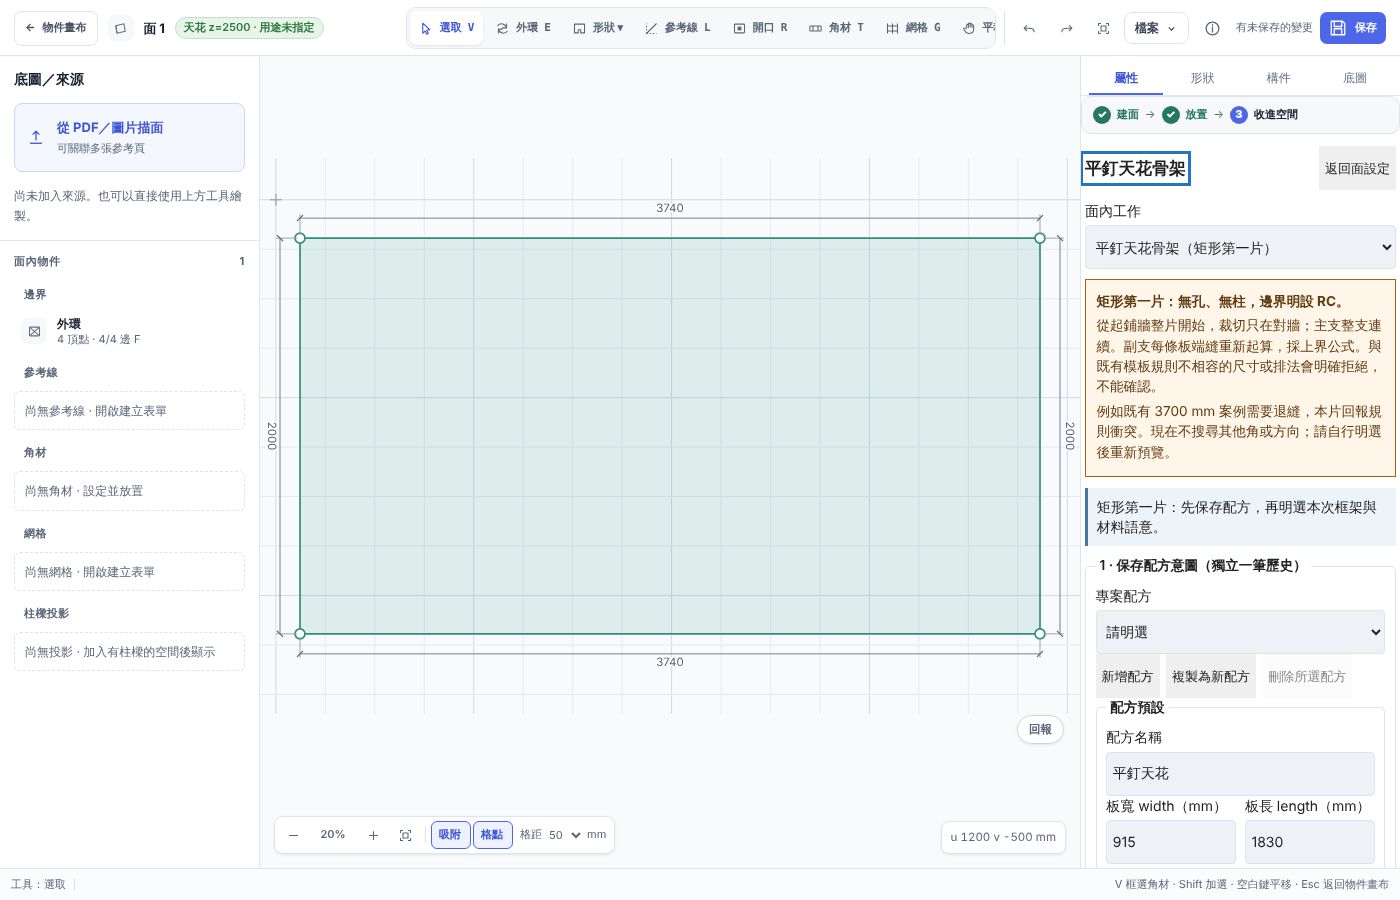 物件畫布
面 1
天花 z=2500 · 用途未指定
選取 V
外環 E
形狀 ▾
參考線 L
開口 R
角材 T
網格 G
檔案
有未保存的變更
保存
底圖／來源
從 PDF／圖片描面
可關聯多張參考頁
尚未加入來源。也可以直接使用上方工具繪
製。
面內物件 1
邊界
外環
4 頂點 · 4/4 邊 F
參考線
尚無參考線 · 開啟建立表單
角材
尚無角材 · 設定並放置
網格
尚無網格 · 開啟建立表單
柱樑投影
尚無投影 · 加入有柱樑的空間後顯示
3740
2000
2000
3740
回報
20%
吸附
格點
格距 50 mm
u 1200 v -500 mm
屬性
形狀
構件
底圖
建面 → 放置 → 3 收進空間
平釘天花骨架
返回面設定
面內工作
平釘天花骨架（矩形第一片）
矩形第一片：無孔、無柱，邊界明設 RC。
從起鋪牆整片開始，裁切只在對牆；主支整支連
續。副支每條板端縫重新起算，採上界公式。與
既有模板規則不相容的尺寸或排法會明確拒絕，
不能確認。
例如既有 3700 mm 案例需要退縫，本片回報規
則衝突。現在不搜尋其他角或方向；請自行明選
後重新預覽。
矩形第一片：先保存配方，再明選本次框架與
材料語意。
1 · 保存配方意圖（獨立一筆歷史）
專案配方
請明選
新增配方
複製為新配方
刪除所選配方
配方預設
配方名稱
平釘天花
板寬 width（mm）
板長 length（mm）
915
1830
工具：選取
V 框選角材 · Shift 加選 · 空白鍵平移 · Esc 返回物件畫布